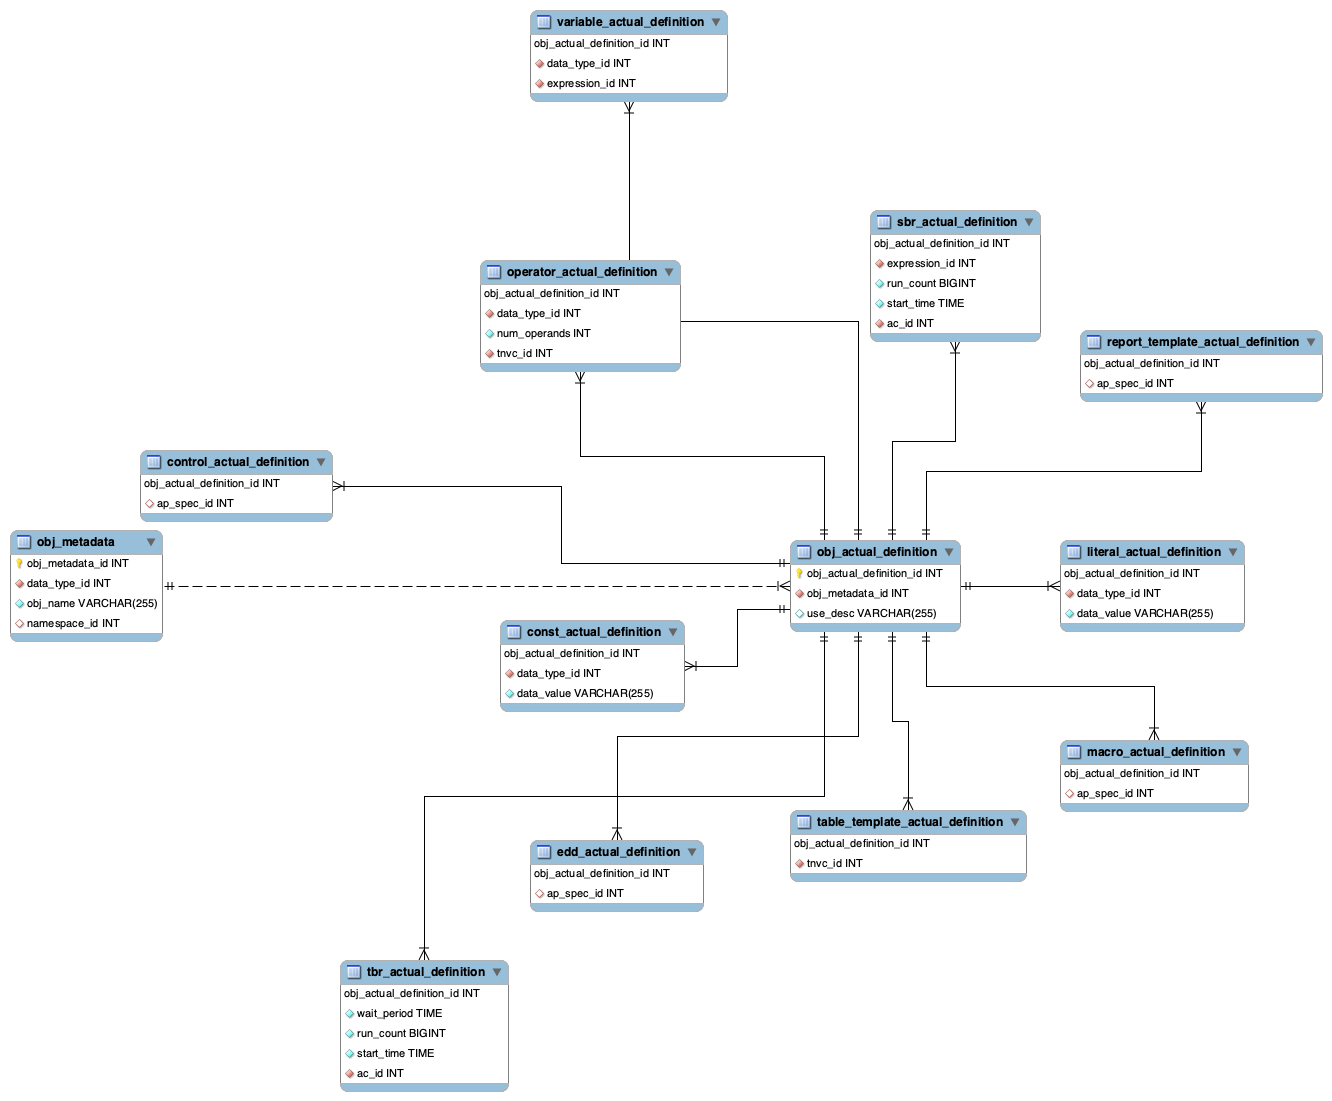 variable_actual_definition
obj_actual_definition_id INT
data_type_id INT
expression_id INT
sbr_actual_definition
obj_actual_definition_id INT
expression_id INT
run_count BIGINT
start_time TIME
ac_id INT
operator_actual_definition
obj_actual_definition_id INT
data_type_id INT
num_operands INT
tnvc_id INT
report_template_actual_definition
obj_actual_definition_id INT
ap_spec_id INT
control_actual_definition
obj_actual_definition_id INT
ap_spec_id INT
obj_metadata
obj_metadata_id INT
data_type_id INT
obj_name VARCHAR(255)
namespace_id INT
obj_actual_definition
obj_actual_definition_id INT
obj_metadata_id INT
use_desc VARCHAR(255)
literal_actual_definition
obj_actual_definition_id INT
data_type_id INT
data_value VARCHAR(255)
const_actual_definition
obj_actual_definition_id INT
data_type_id INT
data_value VARCHAR(255)
macro_actual_definition
obj_actual_definition_id INT
ap_spec_id INT
table_template_actual_definition
obj_actual_definition_id INT
tnvc_id INT
edd_actual_definition
obj_actual_definition_id INT
ap_spec_id INT
tbr_actual_definition
obj_actual_definition_id INT
wait_period TIME
run_count BIGINT
start_time TIME
ac_id INT